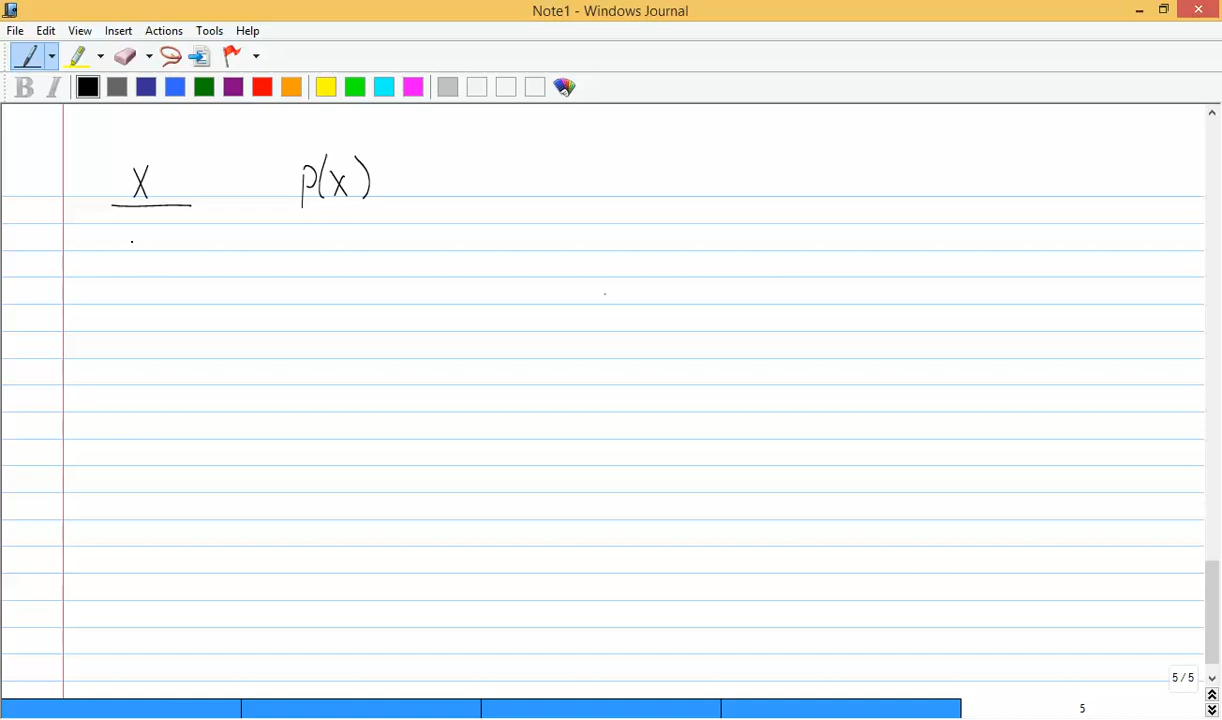 Note1 - Windows Journal
File Edit View Insert Actions Tools Help
B I
X P(x)
5 / 5
5